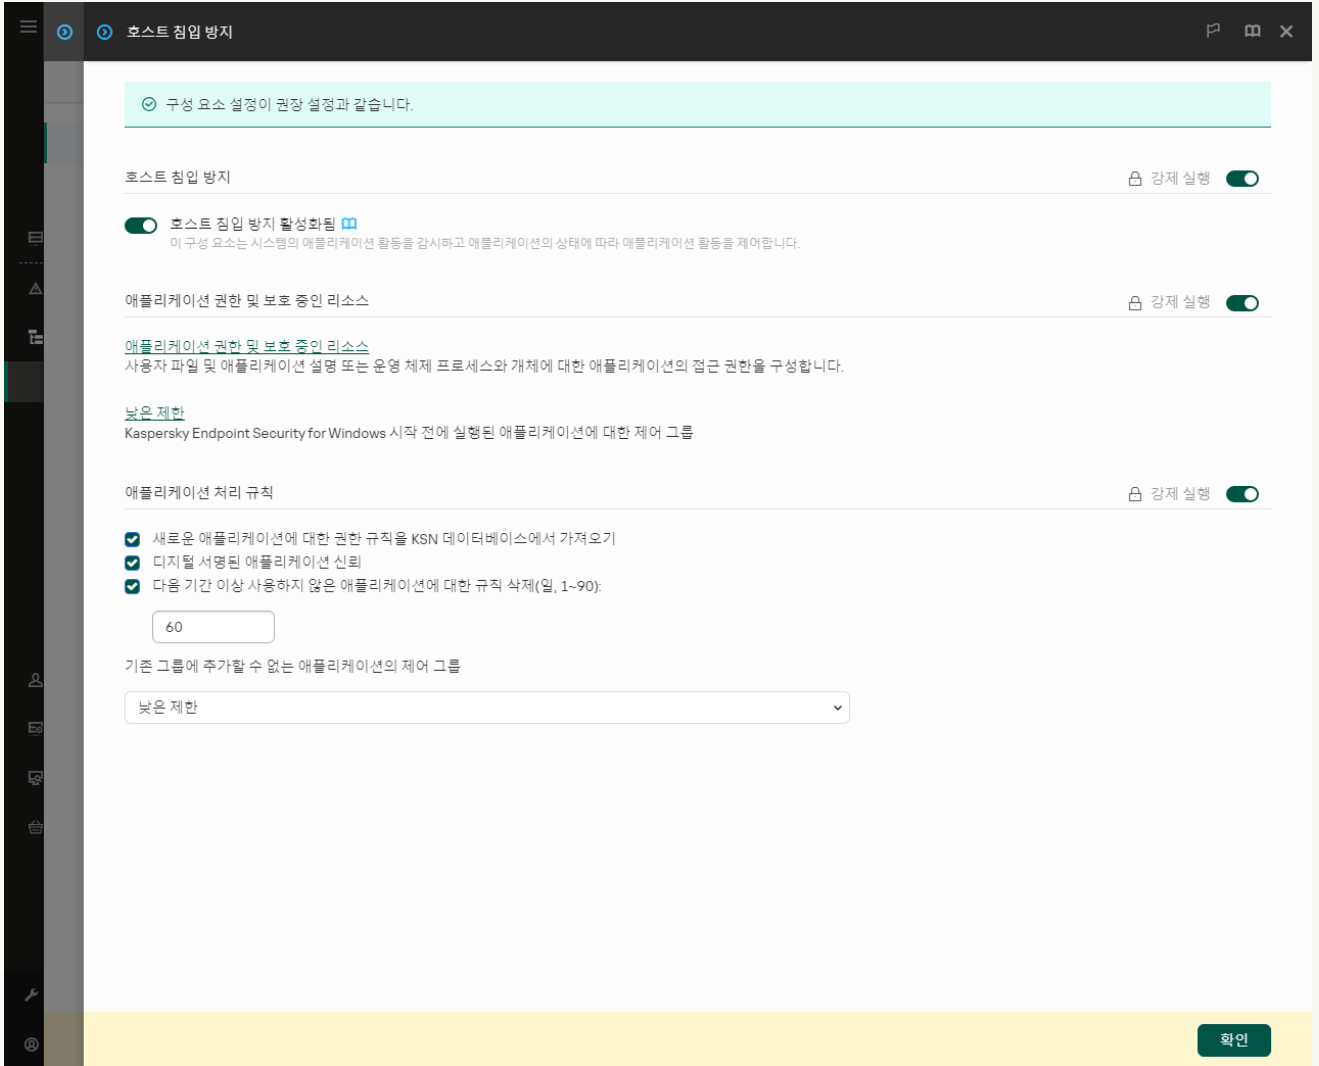 호스트 침입 방지
구성 요소 설정이 권장 설정과 같습니다.
호스트 침입 방지
강제 실행
호스트 침입 방지 활성화됨
이 구성 요소는 시스템의 애플리케이션 활동을 감시하고 애플리케이션의 상태에 따라 애플리케이션 활동을 제어합니다.
애플리케이션 권한 및 보호 중인 리소스
강제 실행
애플리케이션 권한 및 보호 중인 리소스
사용자 파일 및 애플리케이션 설명 또는 운영 체제 프로세스와 개체에 대한 애플리케이션의 접근 권한을 구성합니다.
낮은 제한
Kaspersky Endpoint Security for Windows 시작 전에 실행된 애플리케이션에 대한 제어 그룹
애플리케이션 처리 규칙
강제 실행
새로운 애플리케이션에 대한 권한 규칙을 KSN 데이터베이스에서 가져오기
디지털 서명된 애플리케이션 신뢰
다음 기간 이상 사용하지 않은 애플리케이션에 대한 규칙 삭제(일, 1~90):
60
기존 그룹에 추가할 수 없는 애플리케이션의 제어 그룹
낮은 제한
확인